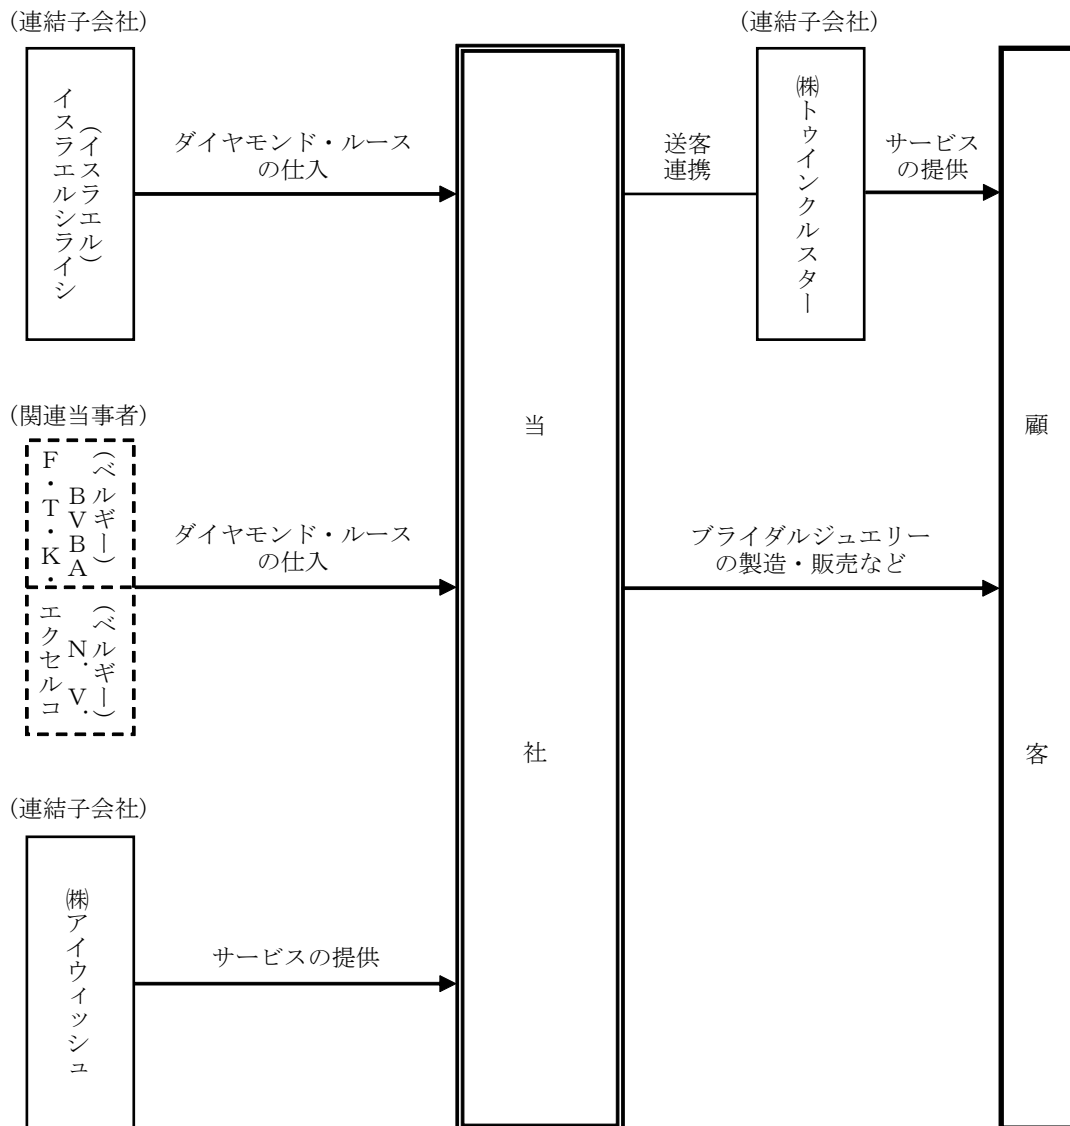 (連結子会社)
イスラエルシライシ
(イスラエル)
ダイヤモンド・ルース
の仕入
(連結子会社)
㈱トゥインクルスター
送客
連携
サービス
の提供
(関連当事者)
F・T・K・
BVBA
(ベルギー)
エクセルコ
N.V.
(ベルギー)
ダイヤモンド・ルース
の仕入
当社
ブライダルジュエリー
の製造・販売など
顧客
(連結子会社)
㈱アイウィッシュ
サービスの提供